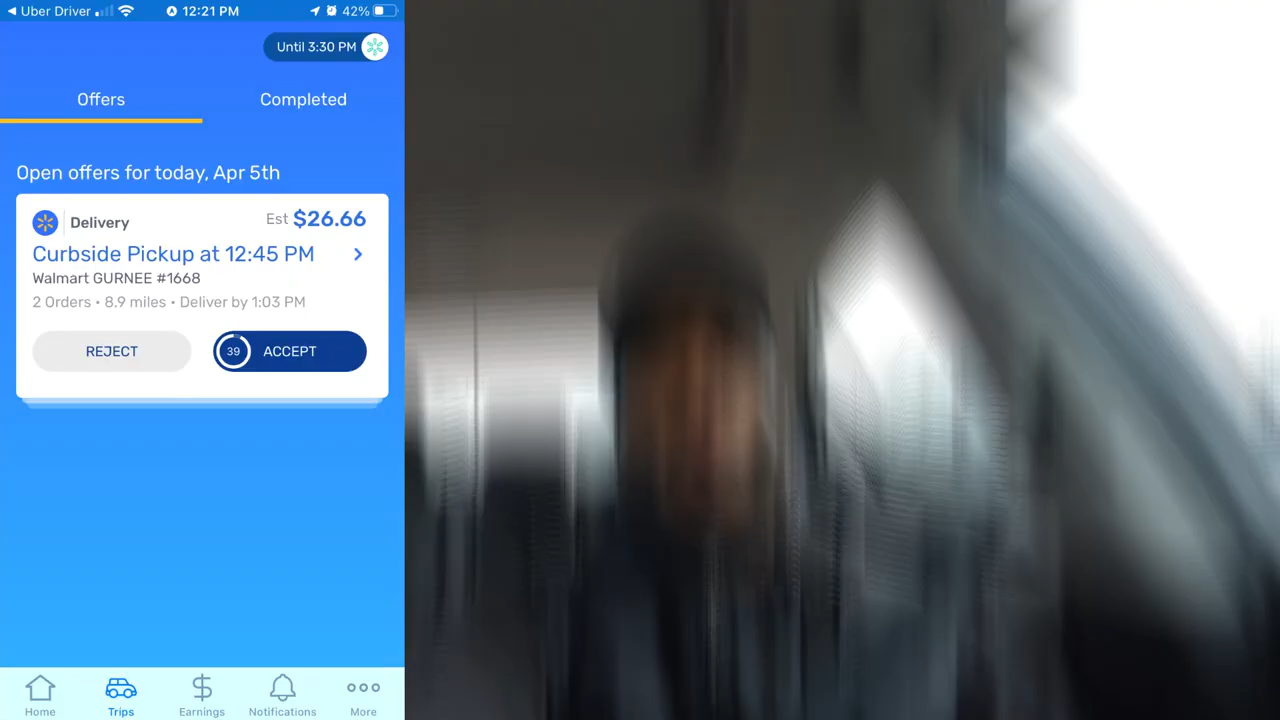 Uber Driver 12:21 PM 42%
Until 3:30 PM
Offers Completed
Open offers for today, Apr 5th
Delivery Est $26.66
Curbside Pickup at 12:45 PM
Walmart GURNEE #1668
2 Orders • 8.9 miles • Deliver by 1:03 PM
REJECT 39 ACCEPT
Home Trips Earnings Notifications More